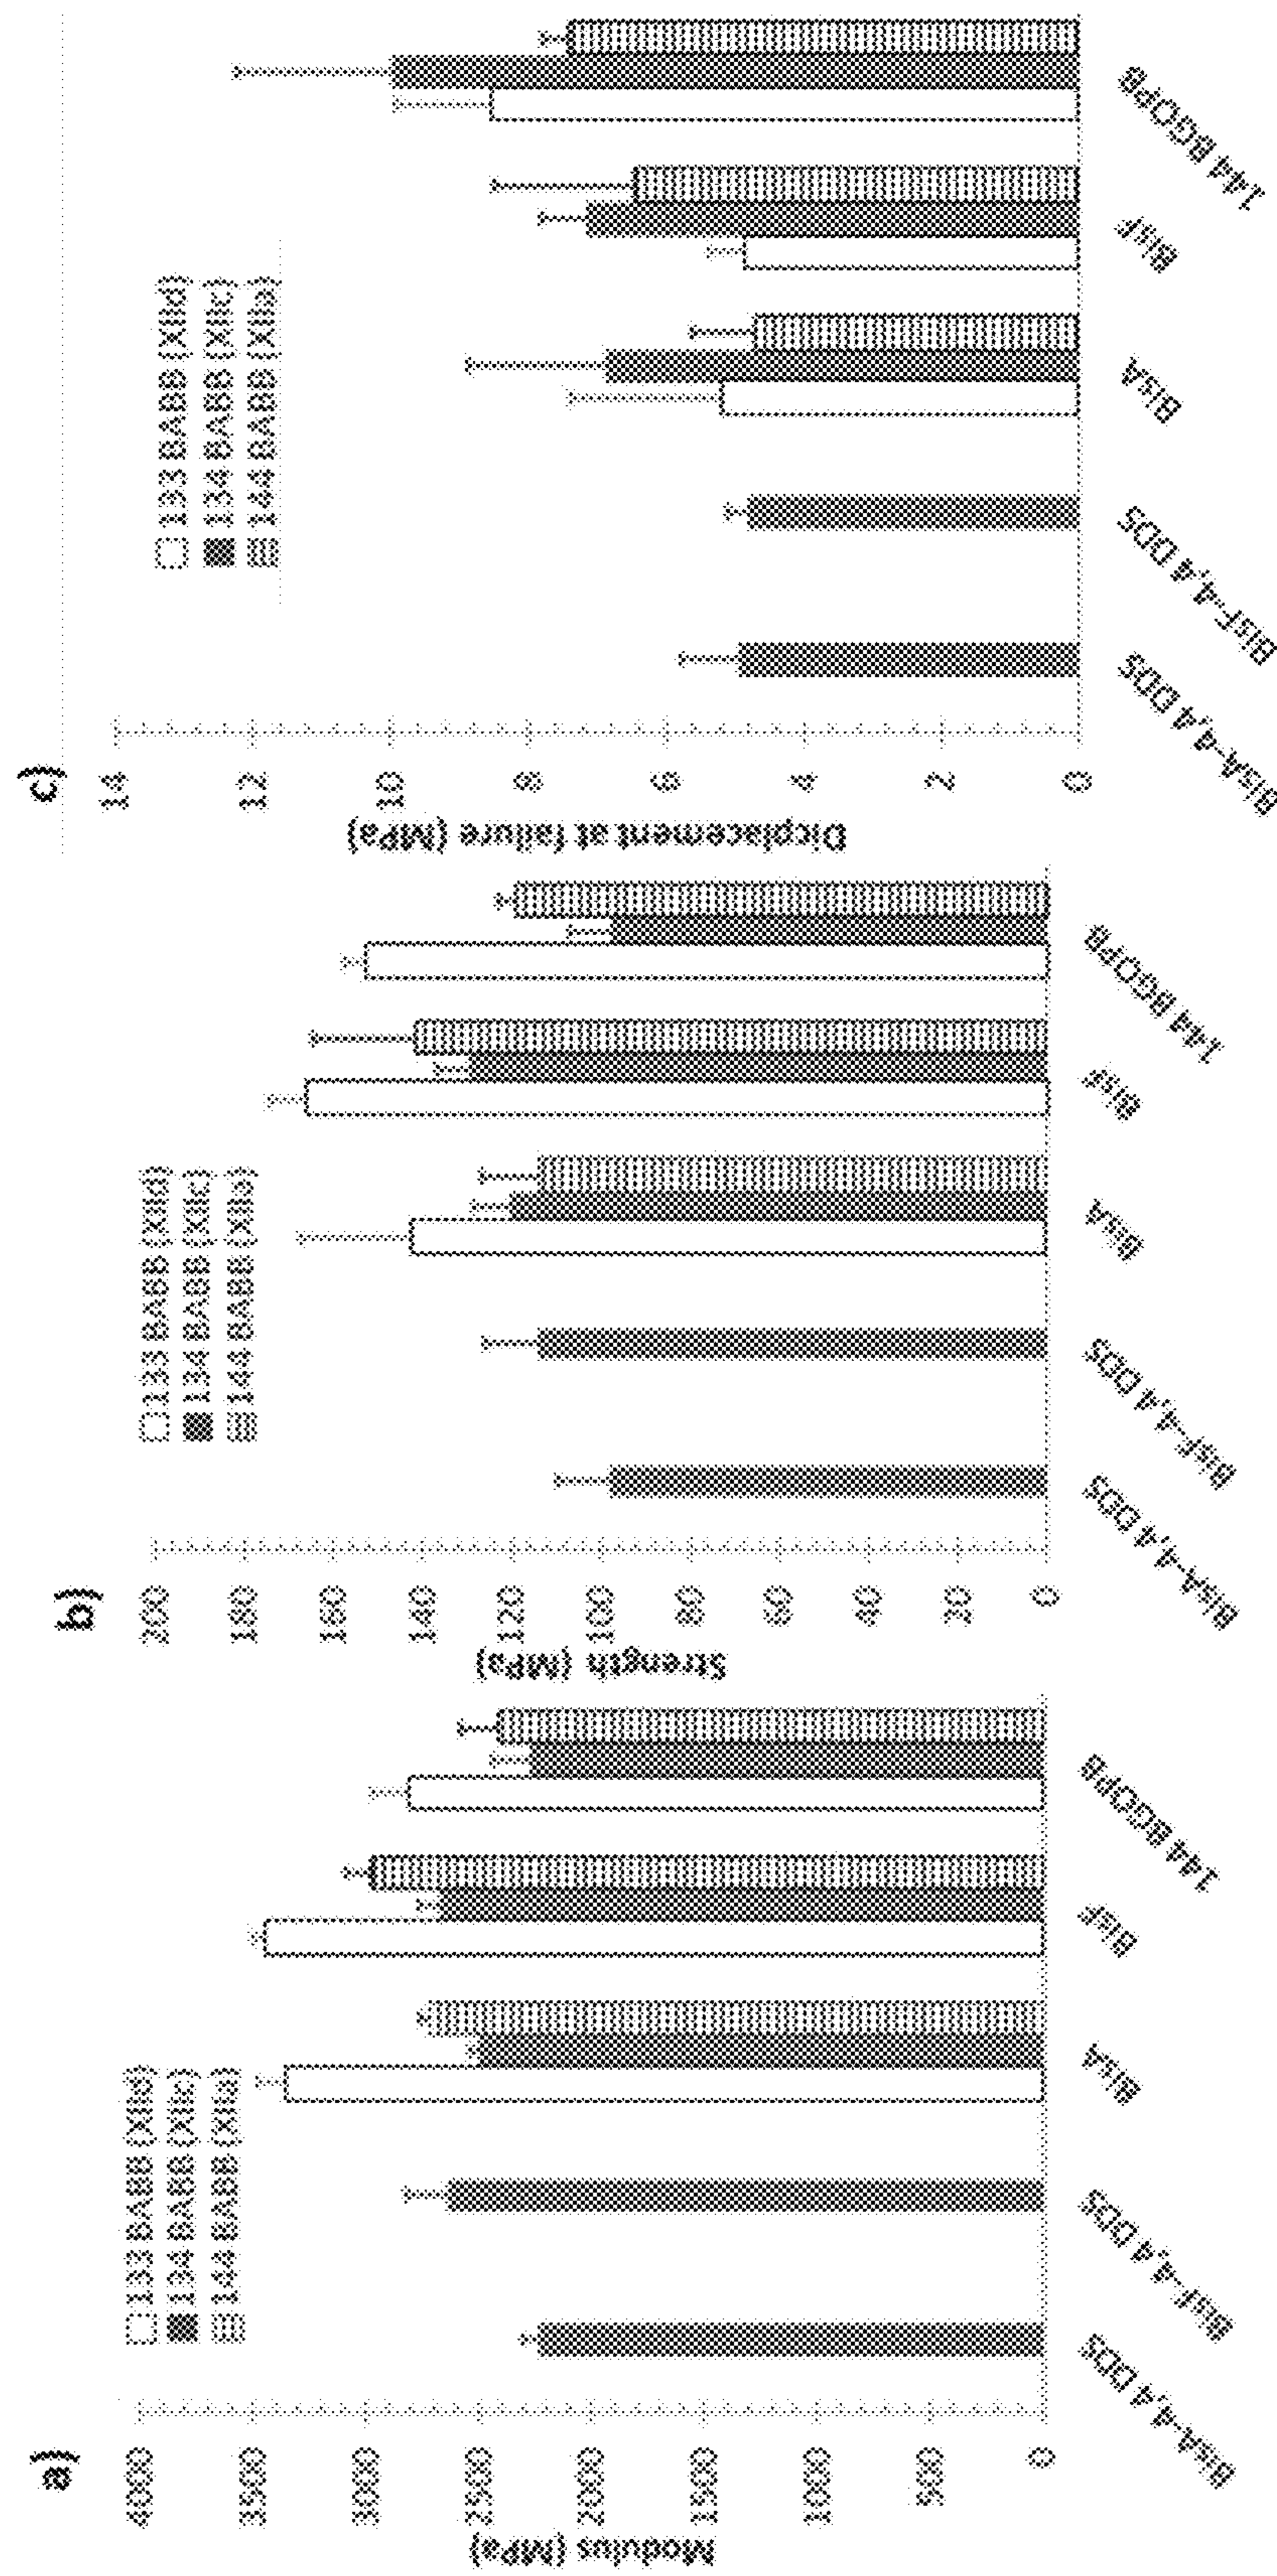 a)
Modulus (MPa)
4000
3500
3000
2500
2000
1500
1000
500
0
133 BABB (XIId)
134 BABB (XIIc)
144 BABB (XIIa)
BisA-4,4 DDS
BisF-4,4 DDS
BisA
BisF
144 BGOPB
b)
Strength (MPa)
200
180
160
140
120
100
80
60
40
20
0
133 BABB (XIId)
134 BABB (XIIc)
144 BABB (XIIa)
BisA-4,4 DDS
BisF-4,4 DDS
BisA
BisF
144 BGOPB
c)
Dicplacement at failure (MPa)
14
12
10
8
6
4
2
0
133 BABB (XIId)
134 BABB (XIIc)
144 BABB (XIIa)
BisA-4,4 DDS
BisF-4,4 DDS
BisA
BisF
144 BGOPB